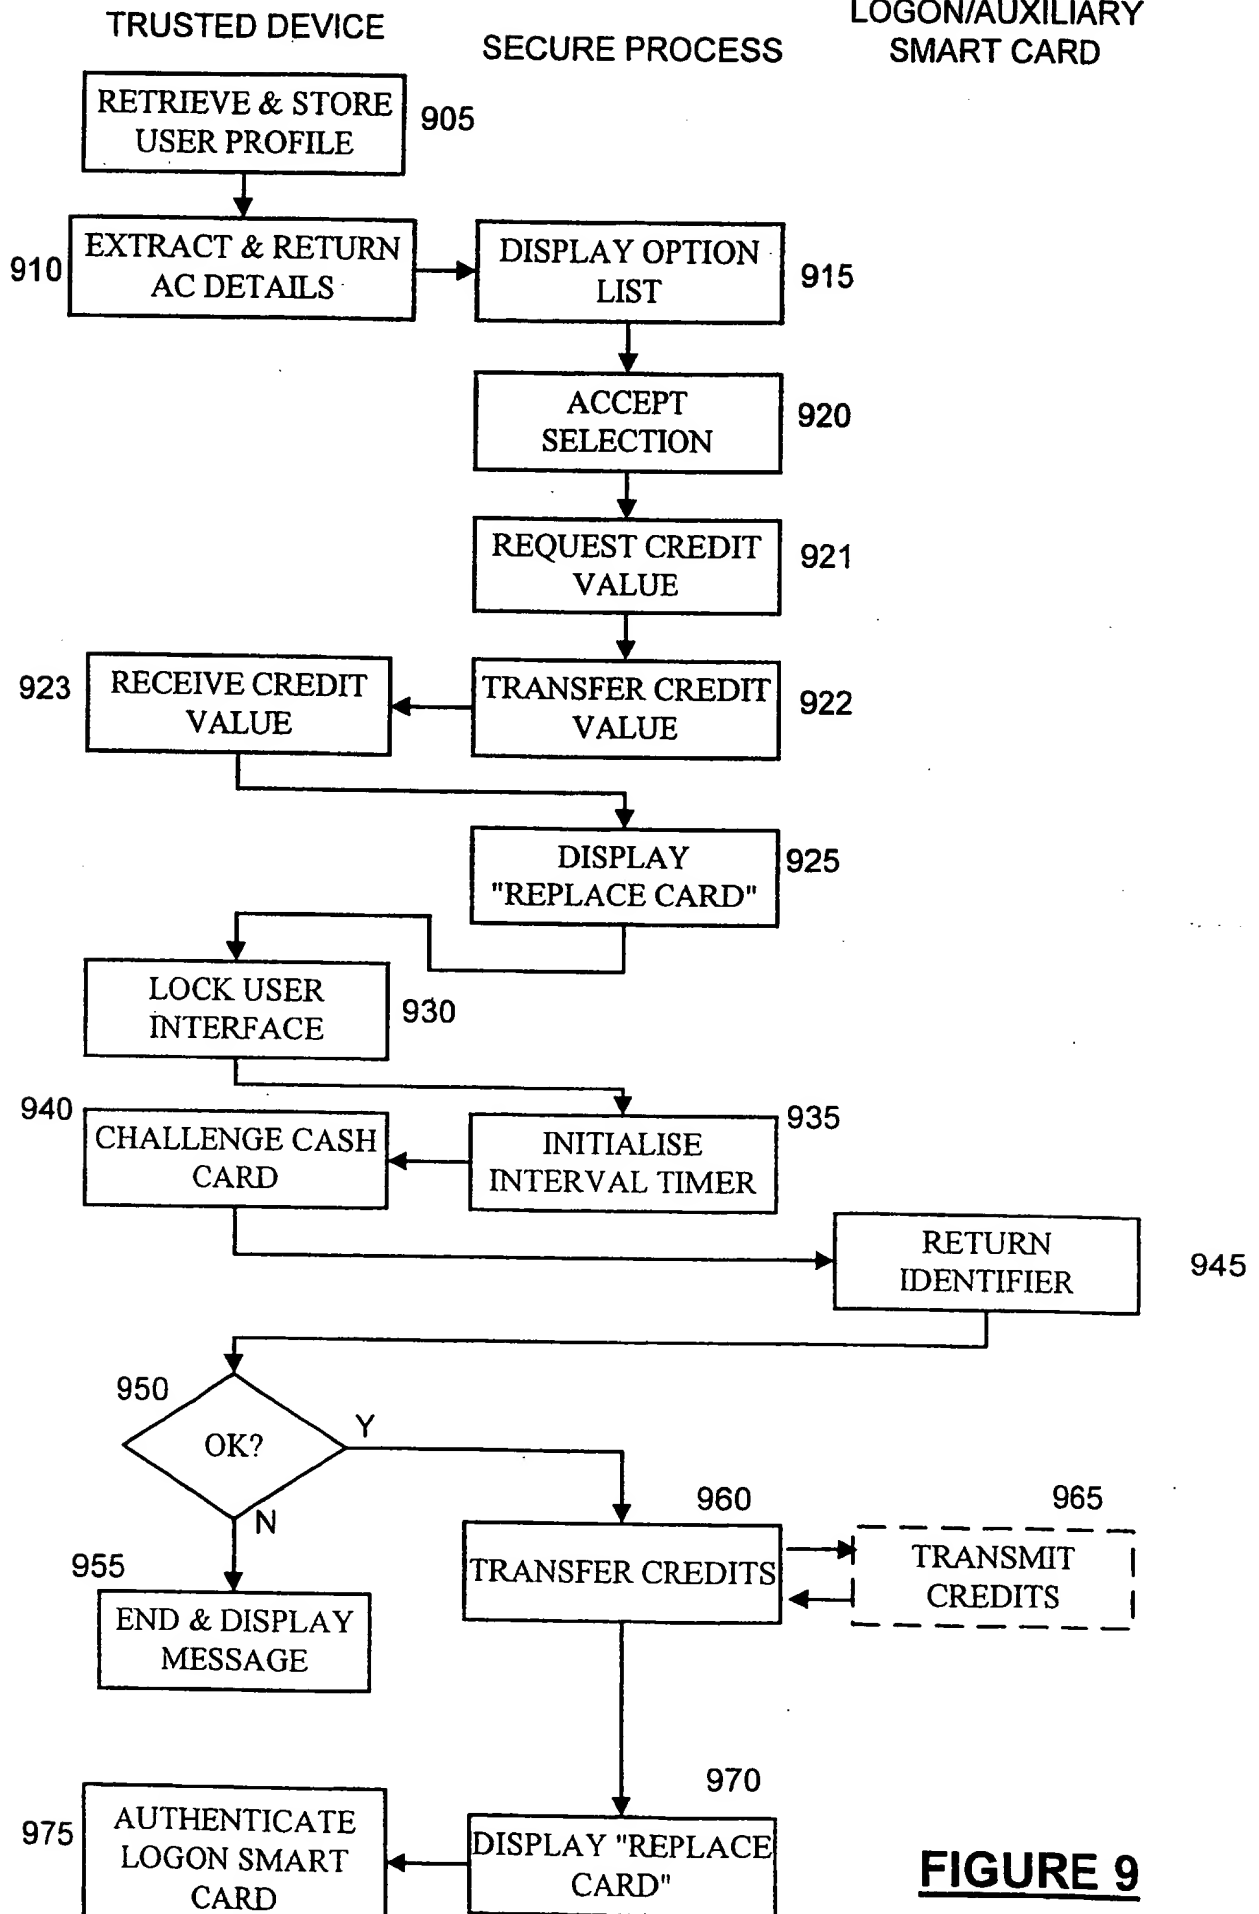 TRUSTED DEVICE
SECURE PROCESS
LOGON/AUXILIARY
SMART CARD
RETRIEVE & STORE
USER PROFILE
905
910
EXTRACT & RETURN
AC DETAILS
DISPLAY OPTION
LIST
915
ACCEPT
SELECTION
920
REQUEST CREDIT
VALUE
921
923
RECEIVE CREDIT
VALUE
TRANSFER CREDIT
VALUE
922
DISPLAY
"REPLACE CARD"
925
LOCK USER
INTERFACE
930
940
CHALLENGE CASH
CARD
INITIALISE
INTERVAL TIMER
935
RETURN
IDENTIFIER
945
950
OK?
Y
N
955
END & DISPLAY
MESSAGE
960
TRANSFER CREDITS
965
TRANSMIT
CREDITS
970
DISPLAY "REPLACE
CARD"
975
AUTHENTICATE
LOGON SMART
CARD
FIGURE 9